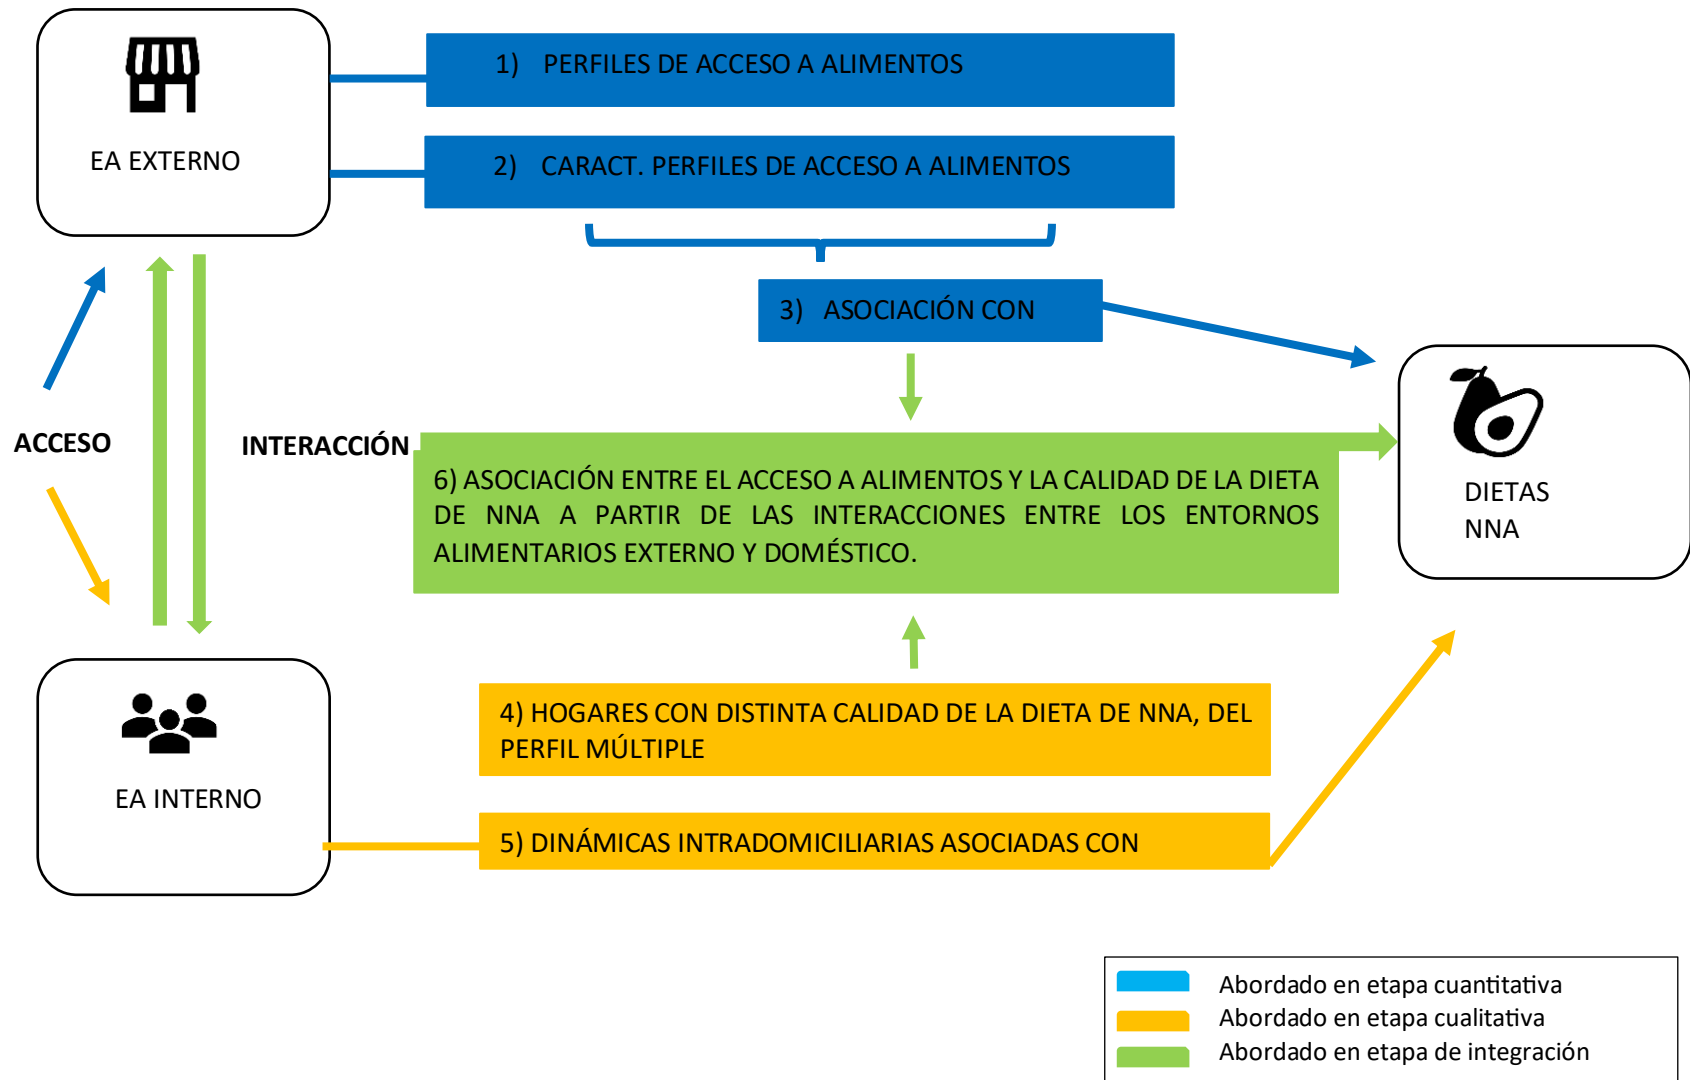 EA EXTERNO
1) PERFILES DE ACCESO A ALIMENTOS
2) CARACT. PERFILES DE ACCESO A ALIMENTOS
3) ASOCIACIÓN CON
ACCESO
INTERACCIÓN
6) ASOCIACIÓN ENTRE EL ACCESO A ALIMENTOS Y LA CALIDAD DE LA DIETA
DE NNA A PARTIR DE LAS INTERACCIONES ENTRE LOS ENTORNOS
ALIMENTARIOS EXTERNO Y DOMÉSTICO.
DIETAS
NNA
EA INTERNO
4) HOGARES CON DISTINTA CALIDAD DE LA DIETA DE NNA, DEL
PERFIL MÚLTIPLE
5) DINÁMICAS INTRADOMICILIARIAS ASOCIADAS CON
Abordado en etapa cuantitativa
Abordado en etapa cualitativa
Abordado en etapa de integración